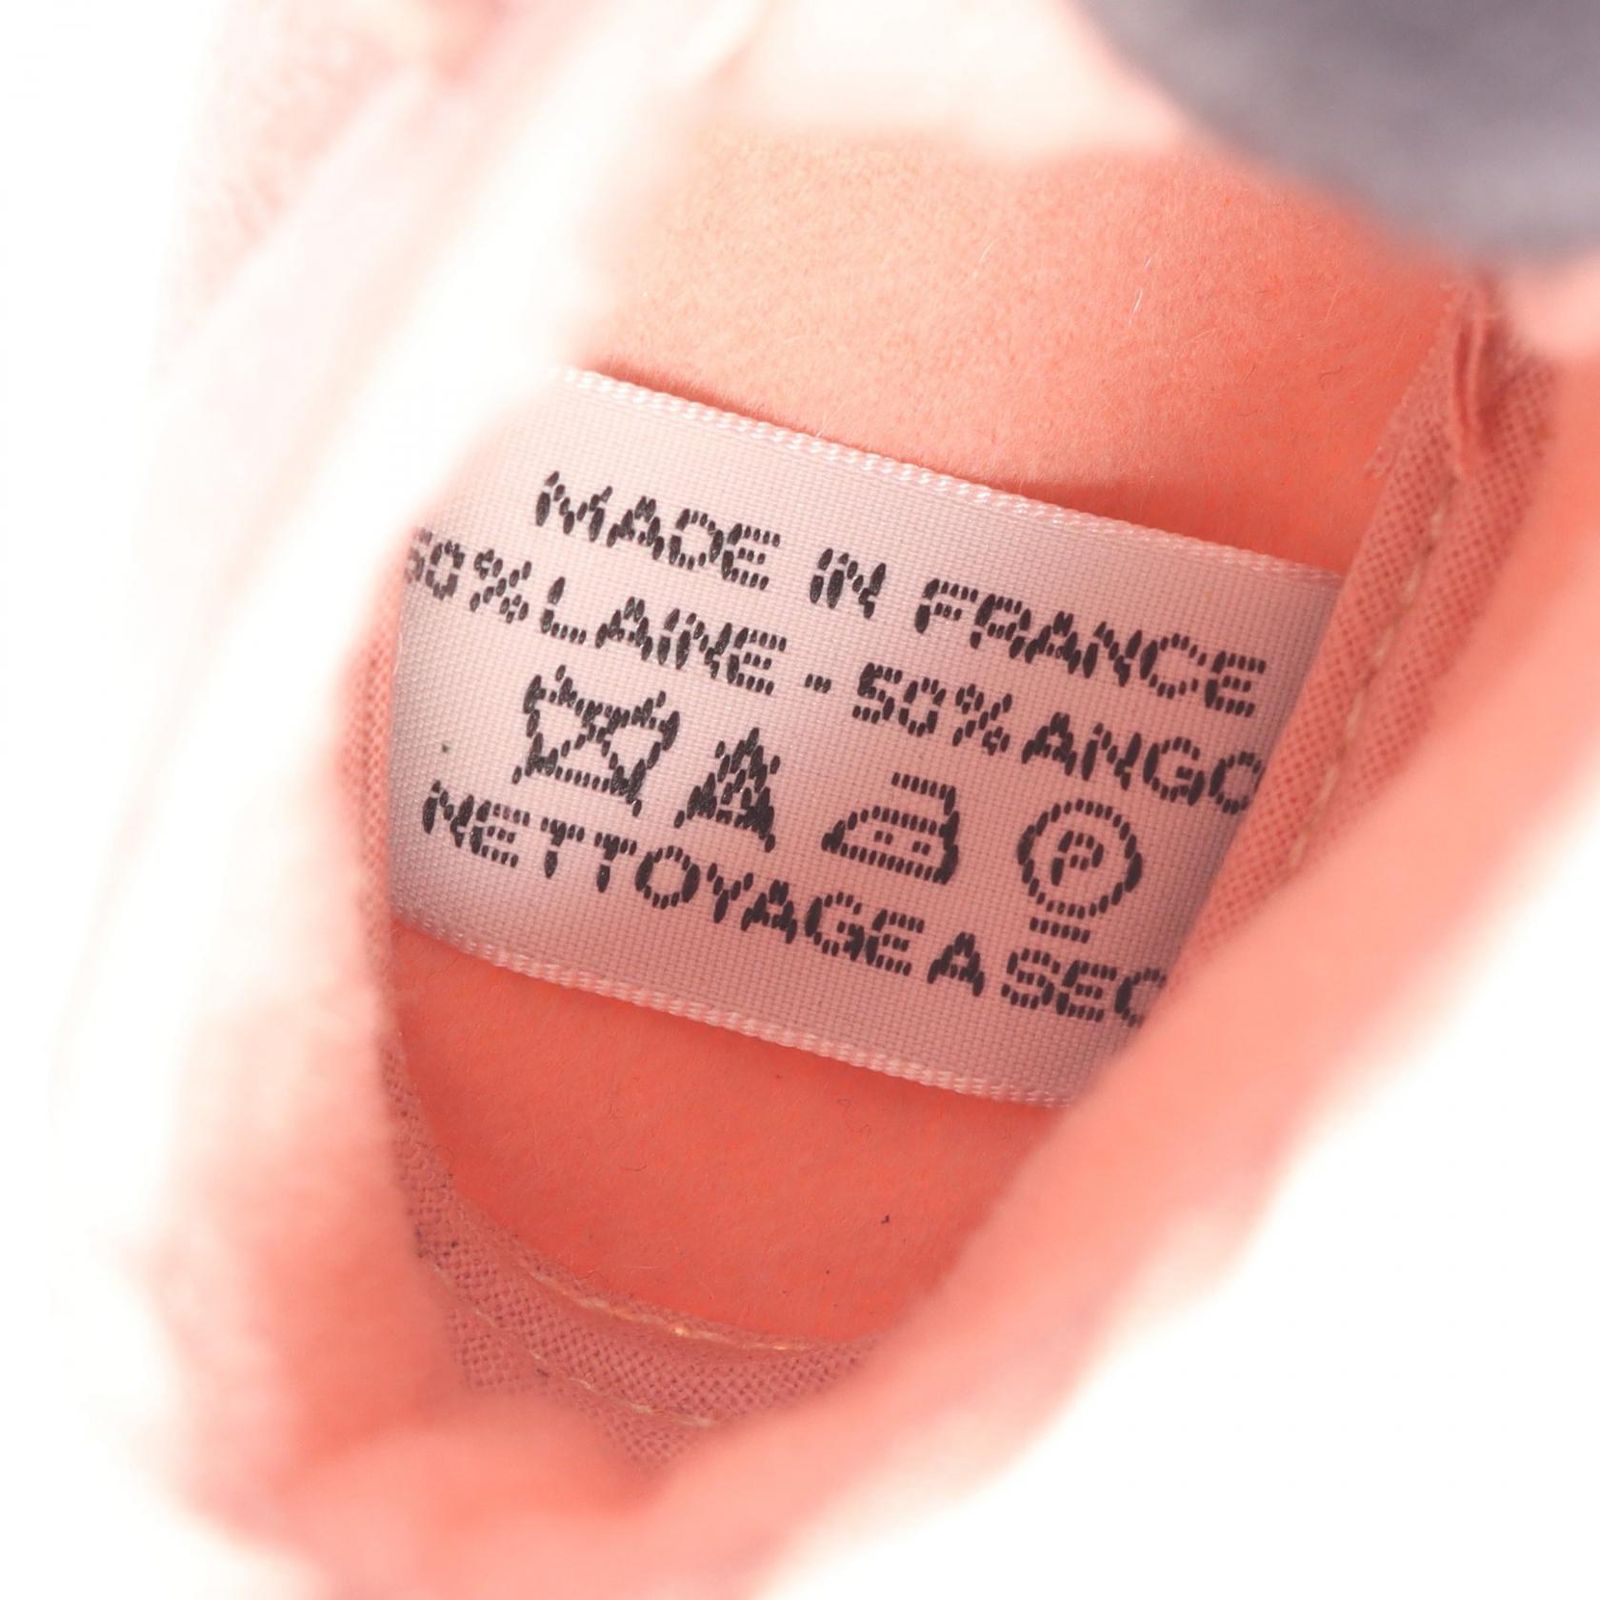 MADE IN FRANCE
50% LAINE - 50% ANGO
P
NETTOYAGE A SEC